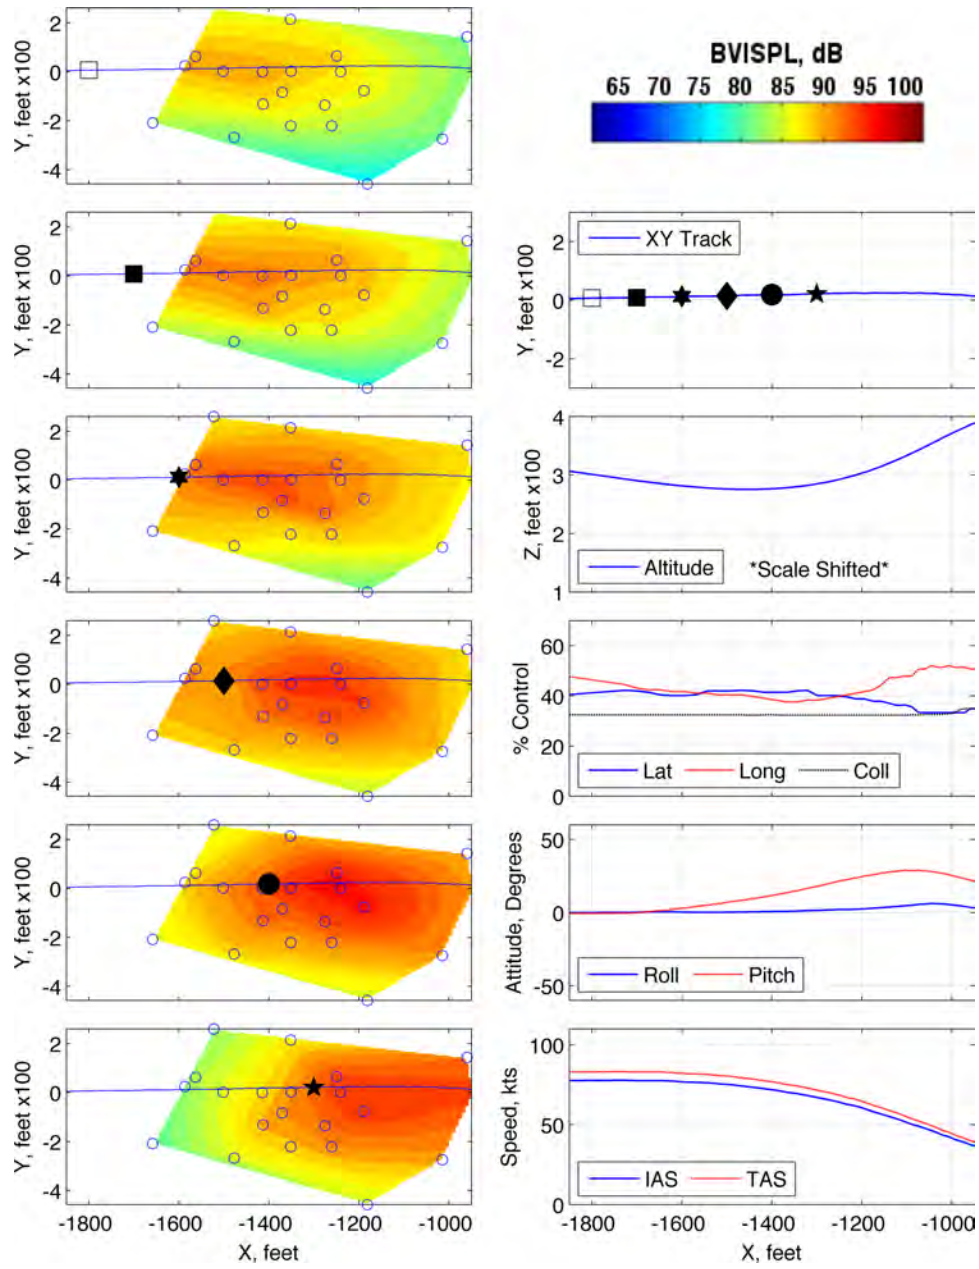 BVISPL, dB
65 70 75 80 85 90 95 100
Y, feet x100
2
0
-2
-4
Y, feet x100
2
0
-2
-4
XY Track
Y, feet x100
2
0
-2
Y, feet x100
2
0
-2
-4
Z, feet x100
4
3
2
1
Altitude
*Scale Shifted*
Y, feet x100
2
0
-2
-4
% Control
60
40
20
0
Lat Long Coll
Y, feet x100
2
0
-2
-4
Attitude, Degrees
50
0
-50
Roll Pitch
Y, feet x100
2
0
-2
-4
-1800 -1600 -1400 -1200 -1000
X, feet
Speed, kts
100
50
0
IAS TAS
-1800 -1600 -1400 -1200 -1000
X, feet